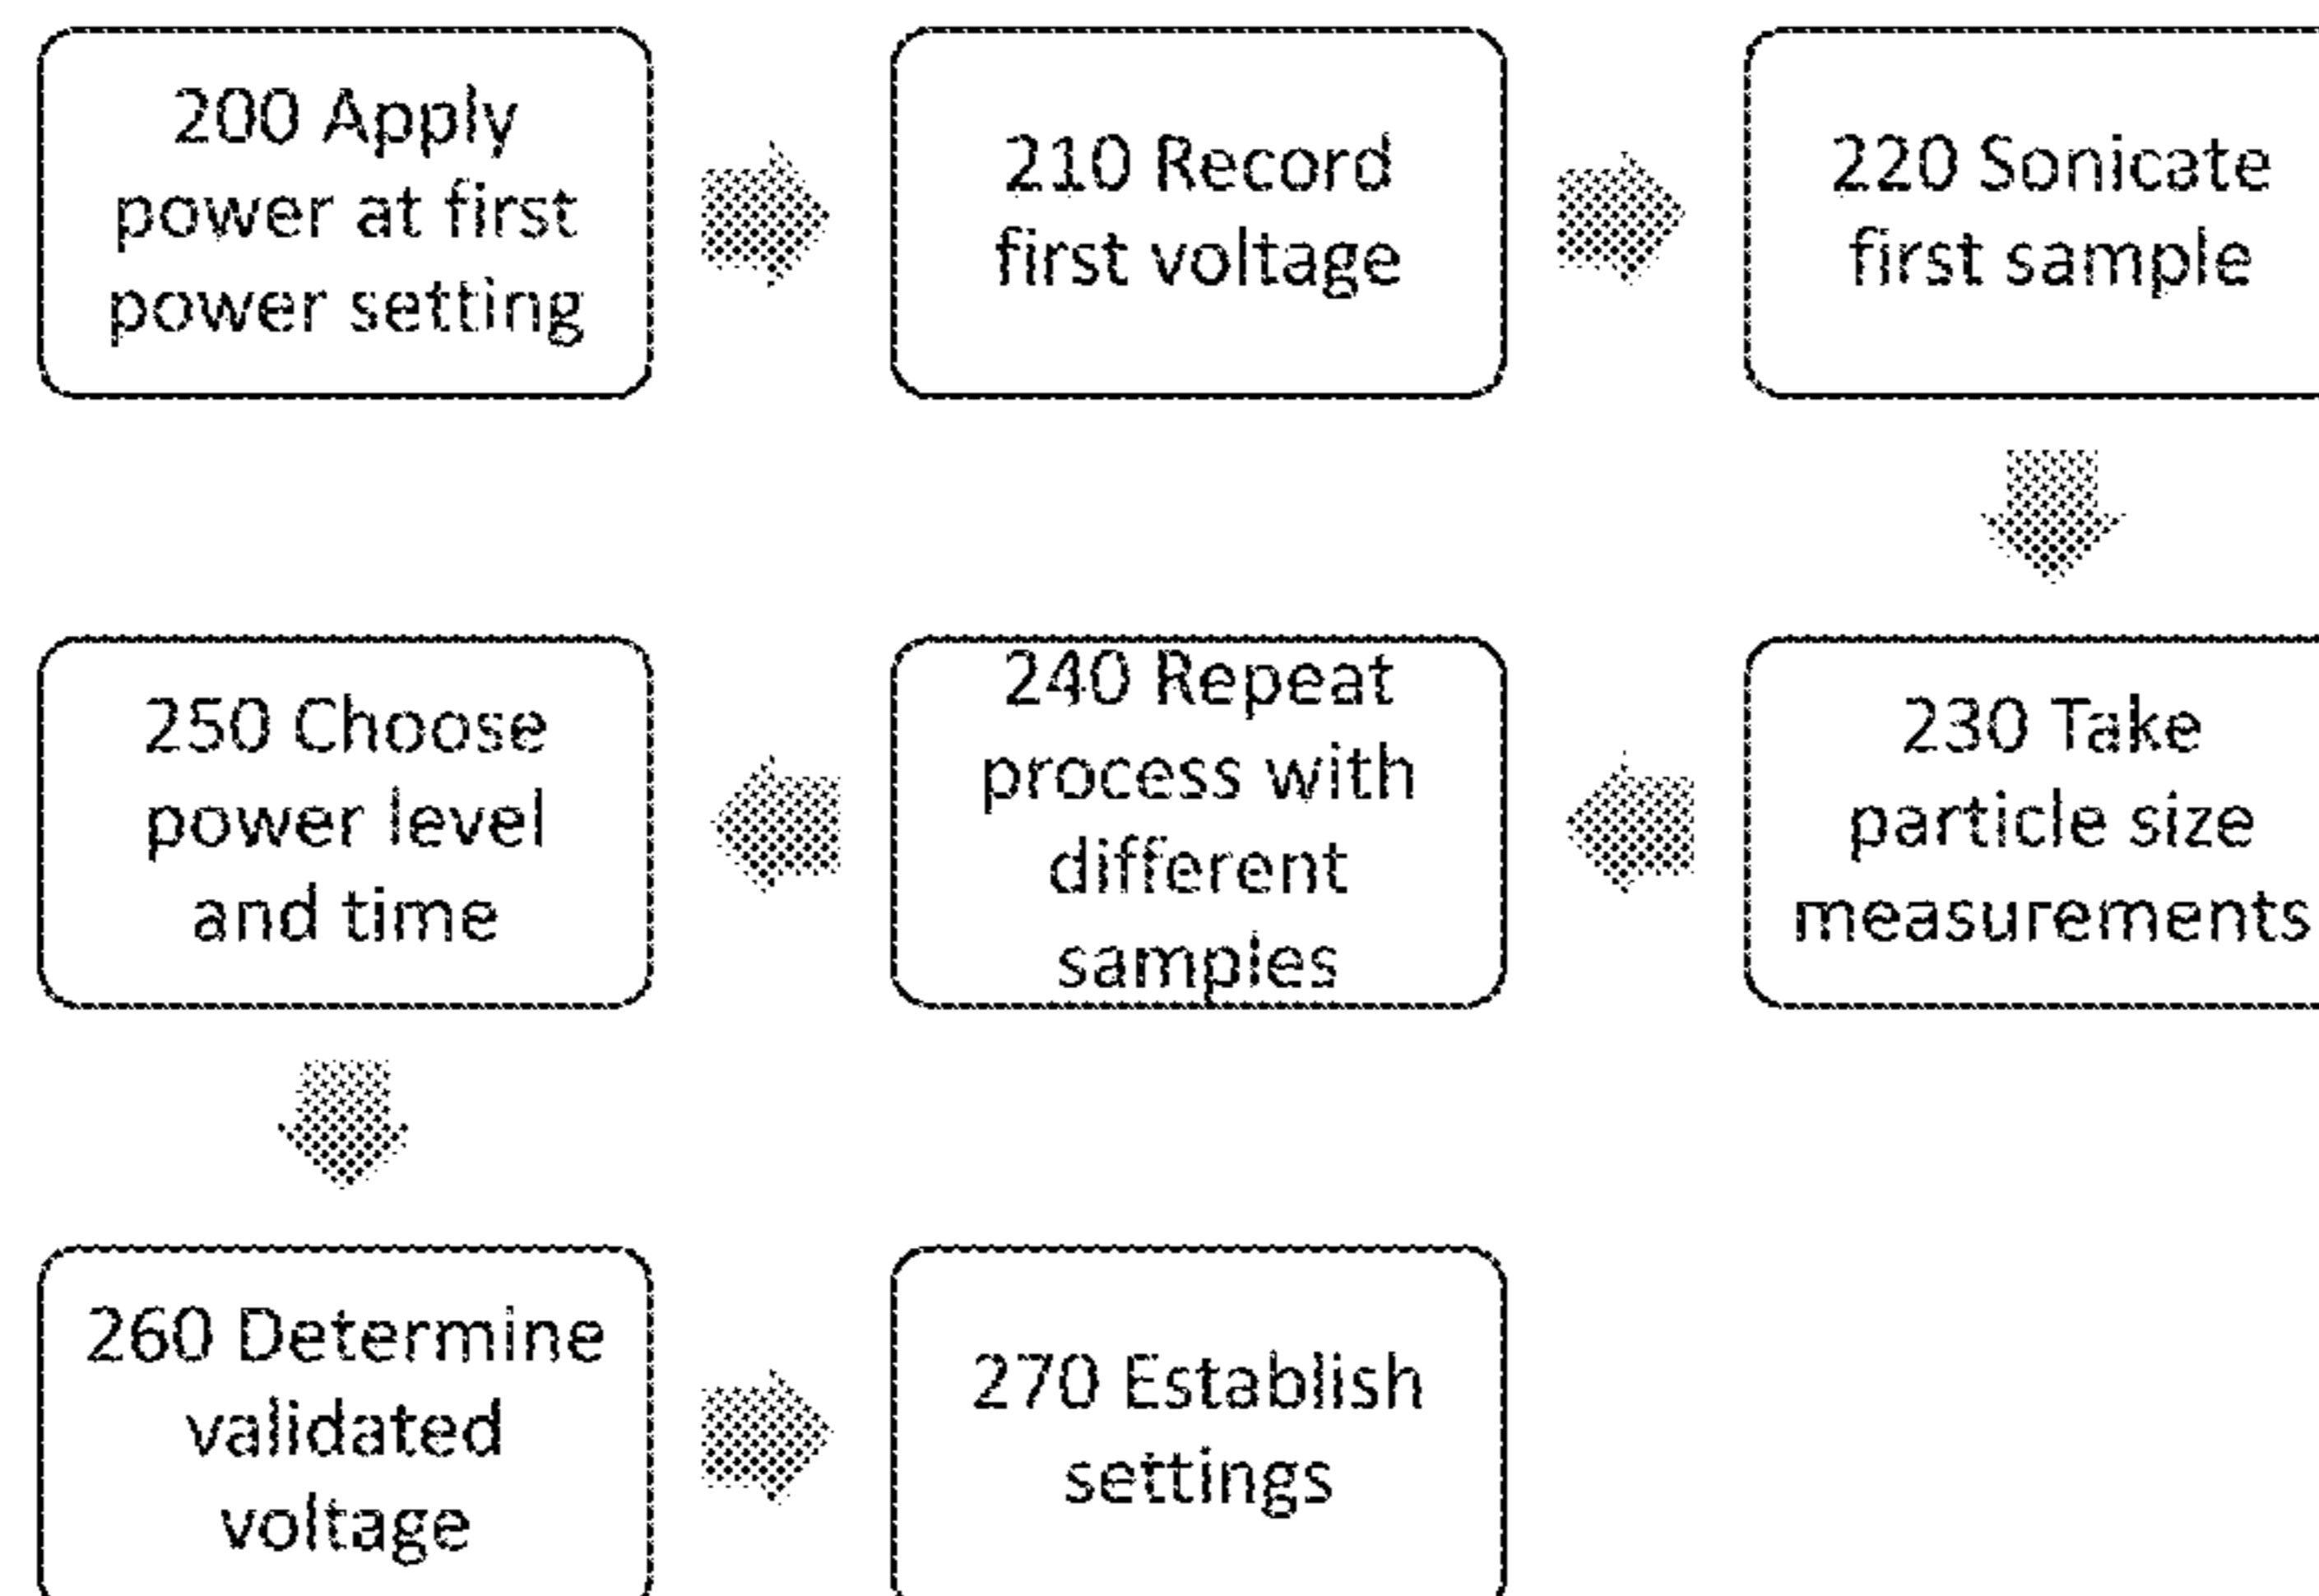 200 Apply
power at first
power setting
210 Record
first voltage
220 Sonicate
first sample
230 Take
particle size
measurements
240 Repeat
process with
different
samples
250 Choose
power level
and time
260 Determine
validated
voltage
270 Establish
settings